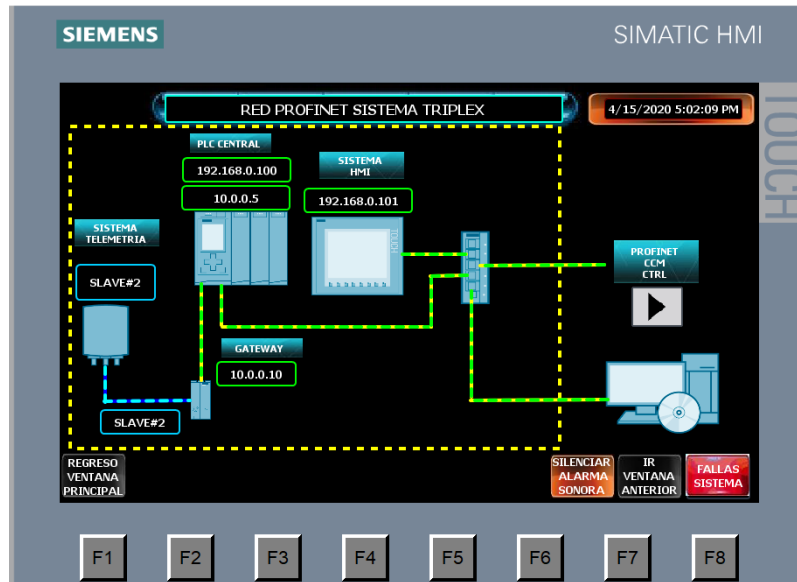 SIEMENS
SIMATIC HMI
TOUCH
RED PROFINET SISTEMA TRIPLEX
4/15/2020 5:02:09 PM
PLC CENTRAL
192.168.0.100
10.0.0.5
SISTEMA
HMI
192.168.0.101
TOUCH
SISTEMA
TELEMETRIA
SLAVE#2
PROFINET
CCM
CTRL
GATEWAY
10.0.0.10
SLAVE#2
REGRESO
VENTANA
PRINCIPAL
SILENCIAR
ALARMA
SONORA
IR
VENTANA
ANTERIOR
FALLAS
SISTEMA
F1
F2
F3
F4
F5
F6
F7
F8